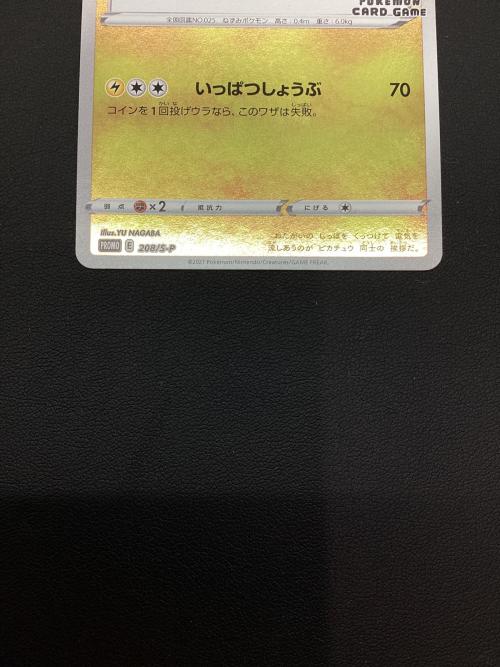 POKÉMON
CARD GAME
全国図鑑NO.025 ねずみポケモン 高さ:0.4m 重さ:6.0kg
いっぱつしょうぶ 70
コインを1回投げウラなら、このワザは失敗。
弱点 ×2 抵抗力 にげる
Illus.YU NAGABA
PROMO E 208/S-P
おたがいの しっぽを くっつけて 電気を
流しあうのが ピカチュウ 同士の 挨拶だ。
©2021 Pokémon/Nintendo/Creatures/GAME FREAK.